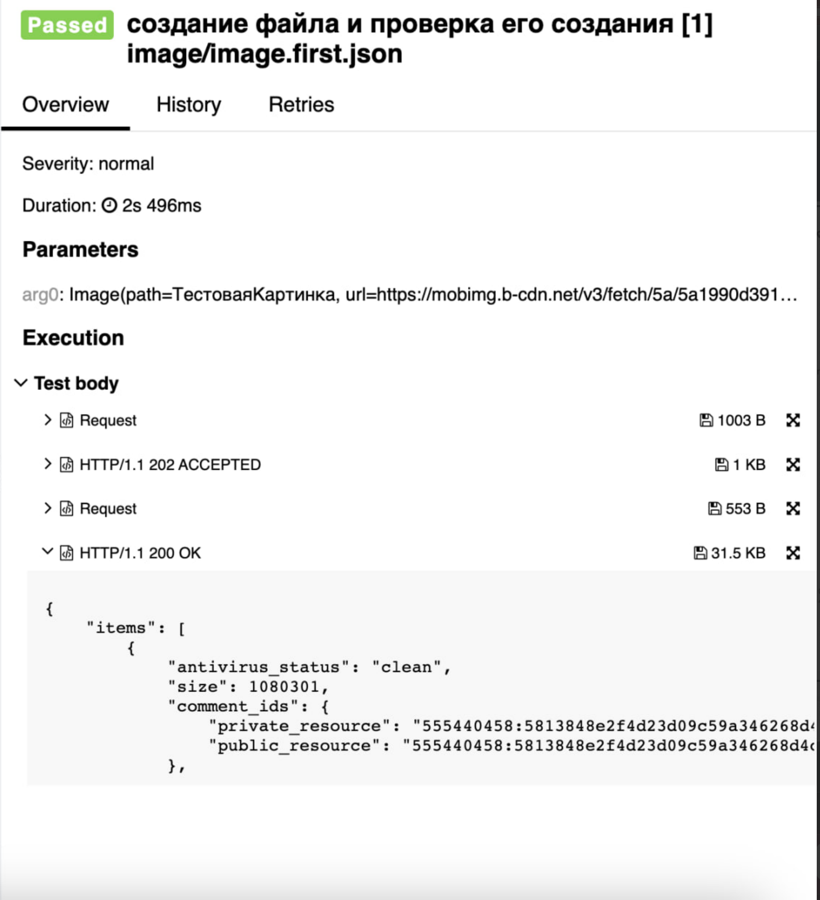 Passed создание файла и проверка его создания [1]
image/image.first.json
Overview History Retries
Severity: normal
Duration: 2s 496ms
Parameters
arg0: Image(path=ТестоваяКартинка, url=https://mobimg.b-cdn.net/v3/fetch/5a/5a1990d391…
Execution
Test body
Request 1003 B
HTTP/1.1 202 ACCEPTED 1 KB
Request 553 B
HTTP/1.1 200 OK 31.5 KB
{
"items": [
{
"antivirus_status": "clean",
"size": 1080301,
"comment_ids": {
"private_resource": "555440458:5813848e2f4d23d09c59a346268d4
"public_resource": "555440458:5813848e2f4d23d09c59a346268d4
},